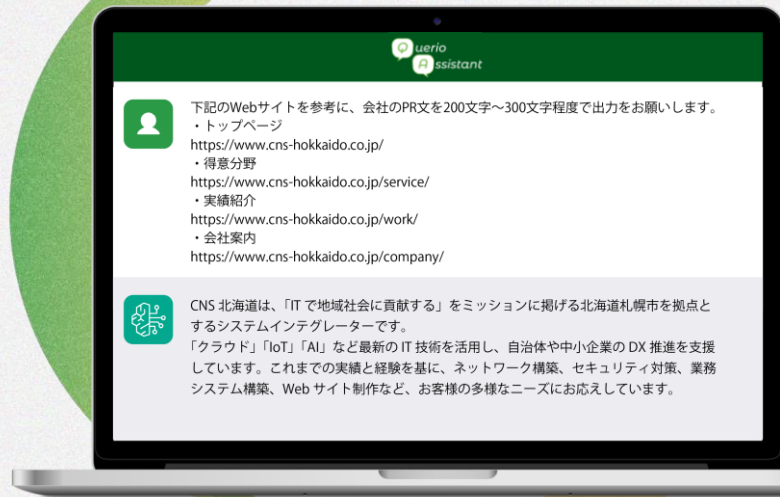 Querio
Assistant
下記のWebサイトを参考に、会社のPR文を200文字～300文字程度で出力をお願いします。
・トップページ
https://www.cns-hokkaido.co.jp/
・得意分野
https://www.cns-hokkaido.co.jp/service/
・実績紹介
https://www.cns-hokkaido.co.jp/work/
・会社案内
https://www.cns-hokkaido.co.jp/company/
CNS 北海道は、「IT で地域社会に貢献する」をミッションに掲げる北海道札幌市を拠点と
するシステムインテグレーターです。
「クラウド」「IoT」「AI」など最新の IT 技術を活用し、自治体や中小企業の DX 推進を支援
しています。これまでの実績と経験を基に、ネットワーク構築、セキュリティ対策、業務
システム構築、Web サイト制作など、お客様の多様なニーズにお応えしています。